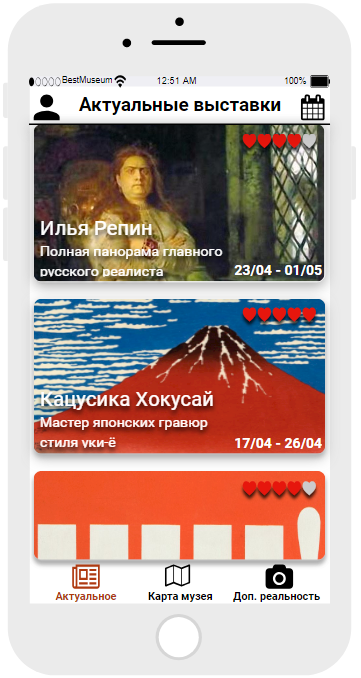 BestMuseum 12:51 AM 100%
Актуальные выставки
Илья Репин
Полная панорама главного
русского реалиста
23/04 - 01/05
Кацусика Хокусай
Мастер японских гравюр
стиля уки-ё
17/04 - 26/04
Актуальное Карта музея Доп. реальность